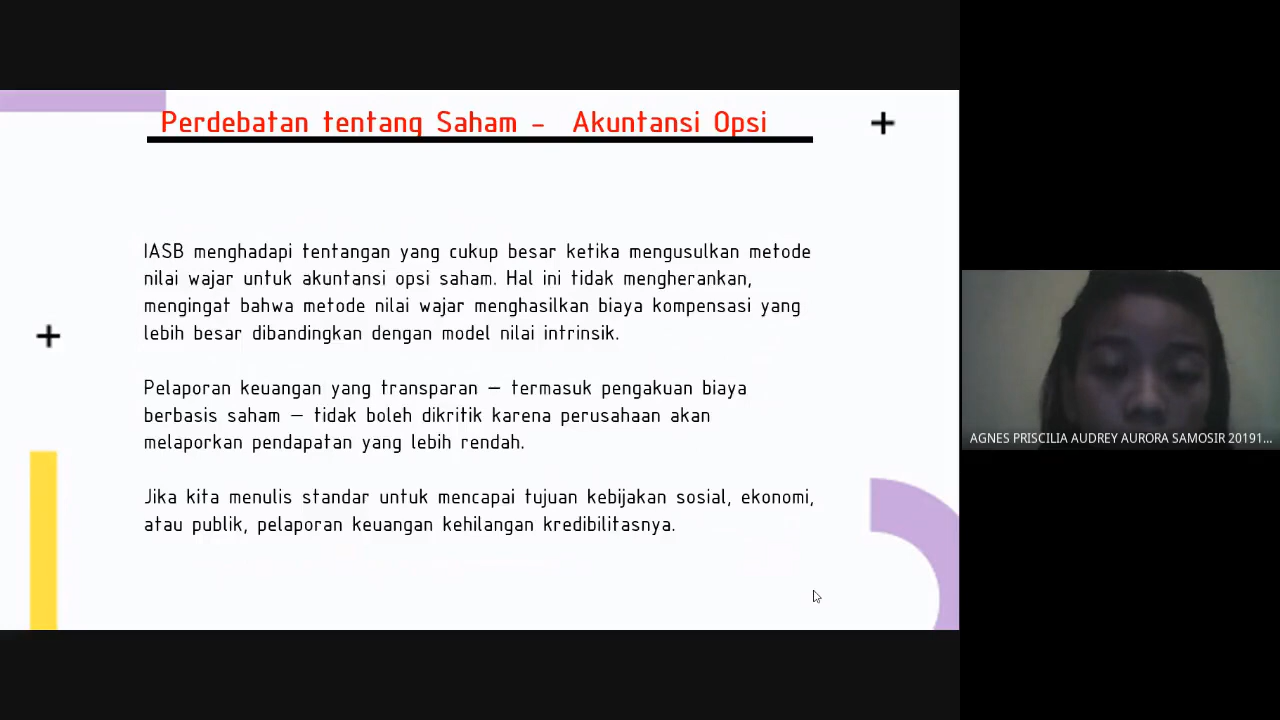 Perdebatan tentang Saham - Akuntansi Opsi
IASB menghadapi tentangan yang cukup besar ketika mengusulkan metode
nilai wajar untuk akuntansi opsi saham. Hal ini tidak mengherankan,
mengingat bahwa metode nilai wajar menghasilkan biaya kompensasi yang
lebih besar dibandingkan dengan model nilai intrinsik.
Pelaporan keuangan yang transparan – termasuk pengakuan biaya
berbasis saham – tidak boleh dikritik karena perusahaan akan
melaporkan pendapatan yang lebih rendah.
Jika kita menulis standar untuk mencapai tujuan kebijakan sosial, ekonomi,
atau publik, pelaporan keuangan kehilangan kredibilitasnya.
AGNES PRISCILIA AUDREY AURORA SAMOSIR 20191...